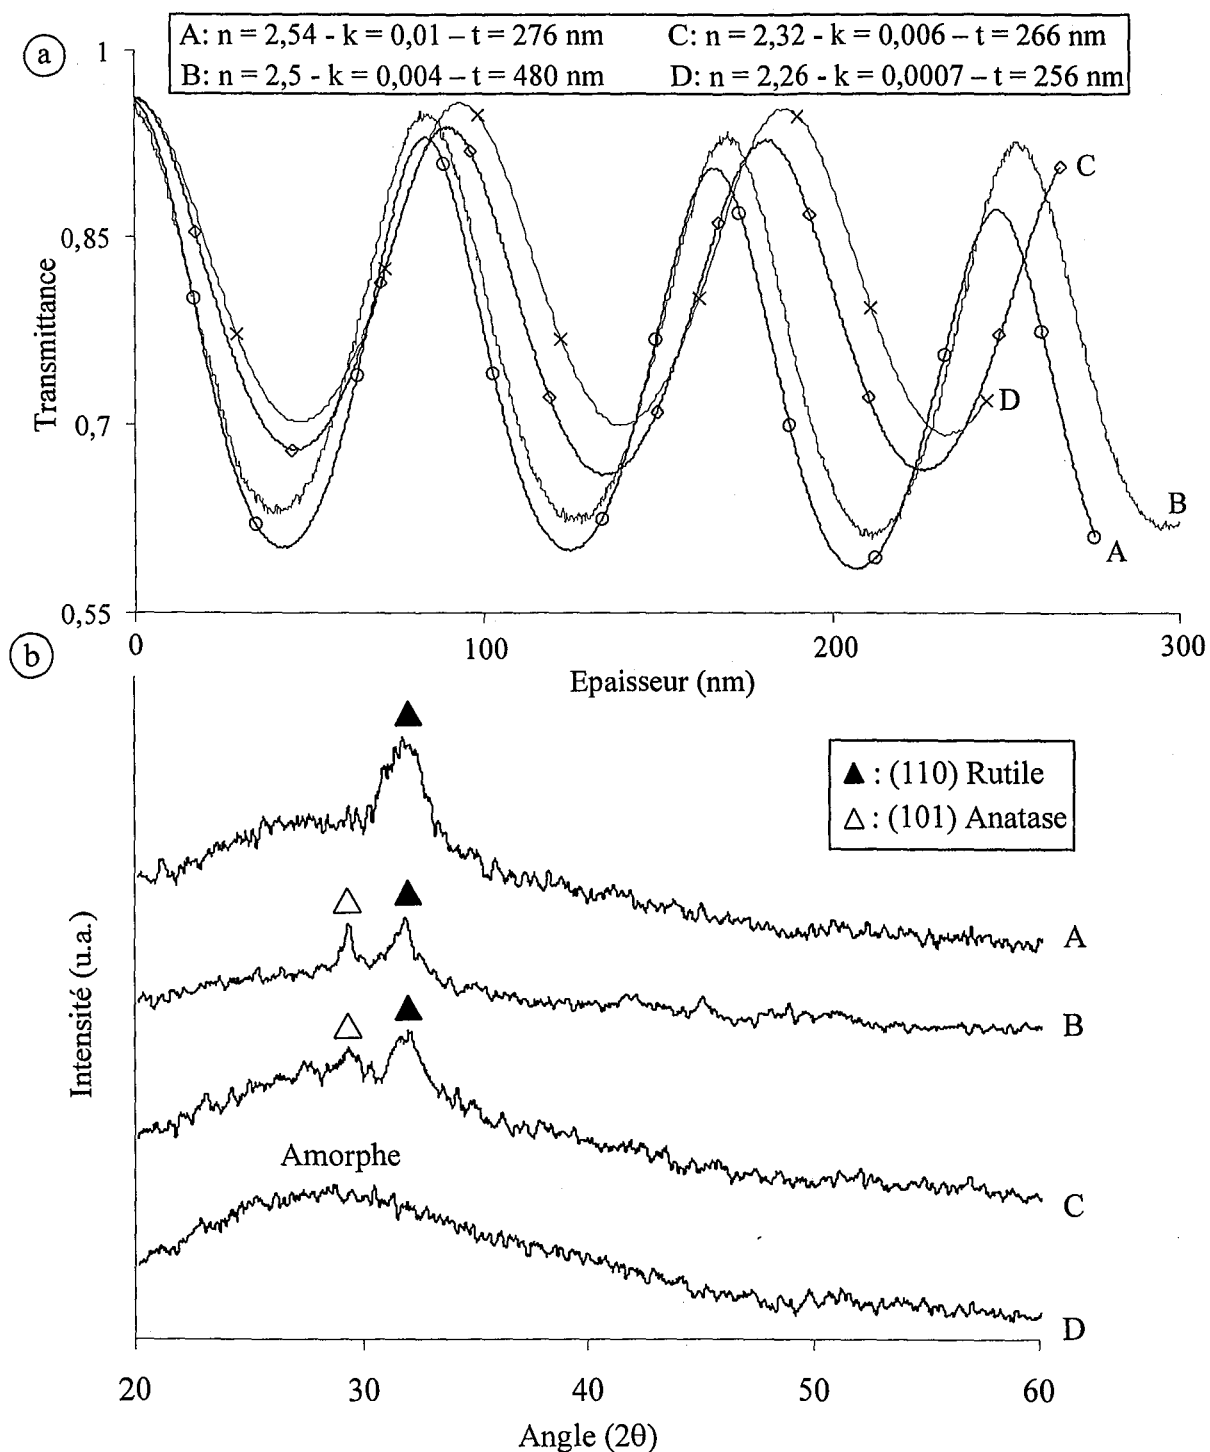 a
A: n = 2,54 - k = 0,01 – t = 276 nm
C: n = 2,32 - k = 0,006 – t = 266 nm
B: n = 2,5 - k = 0,004 – t = 480 nm
D: n = 2,26 - k = 0,0007 – t = 256 nm
1
0,85
0,7
0,55
Transmittance
C
D
B
A
0
100
200
300
Epaisseur (nm)
b
▲ : (110) Rutile
△ : (101) Anatase
Intensité (u.a.)
A
B
C
Amorphe
D
20
30
40
50
60
Angle (2θ)